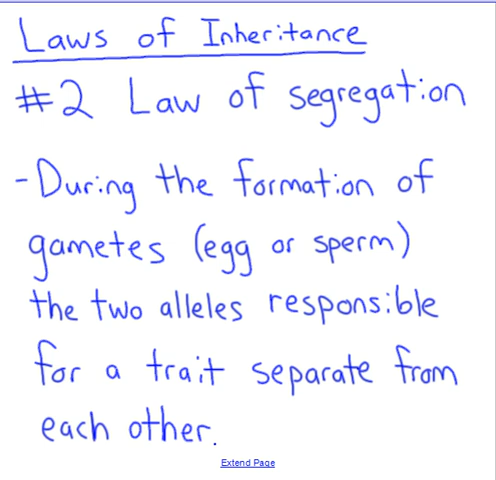 Laws of Inheritance
#2 Law of segregation
- During the formation of
gametes (egg or sperm)
the two alleles responsible
for a trait separate from
each other.
Extend Page